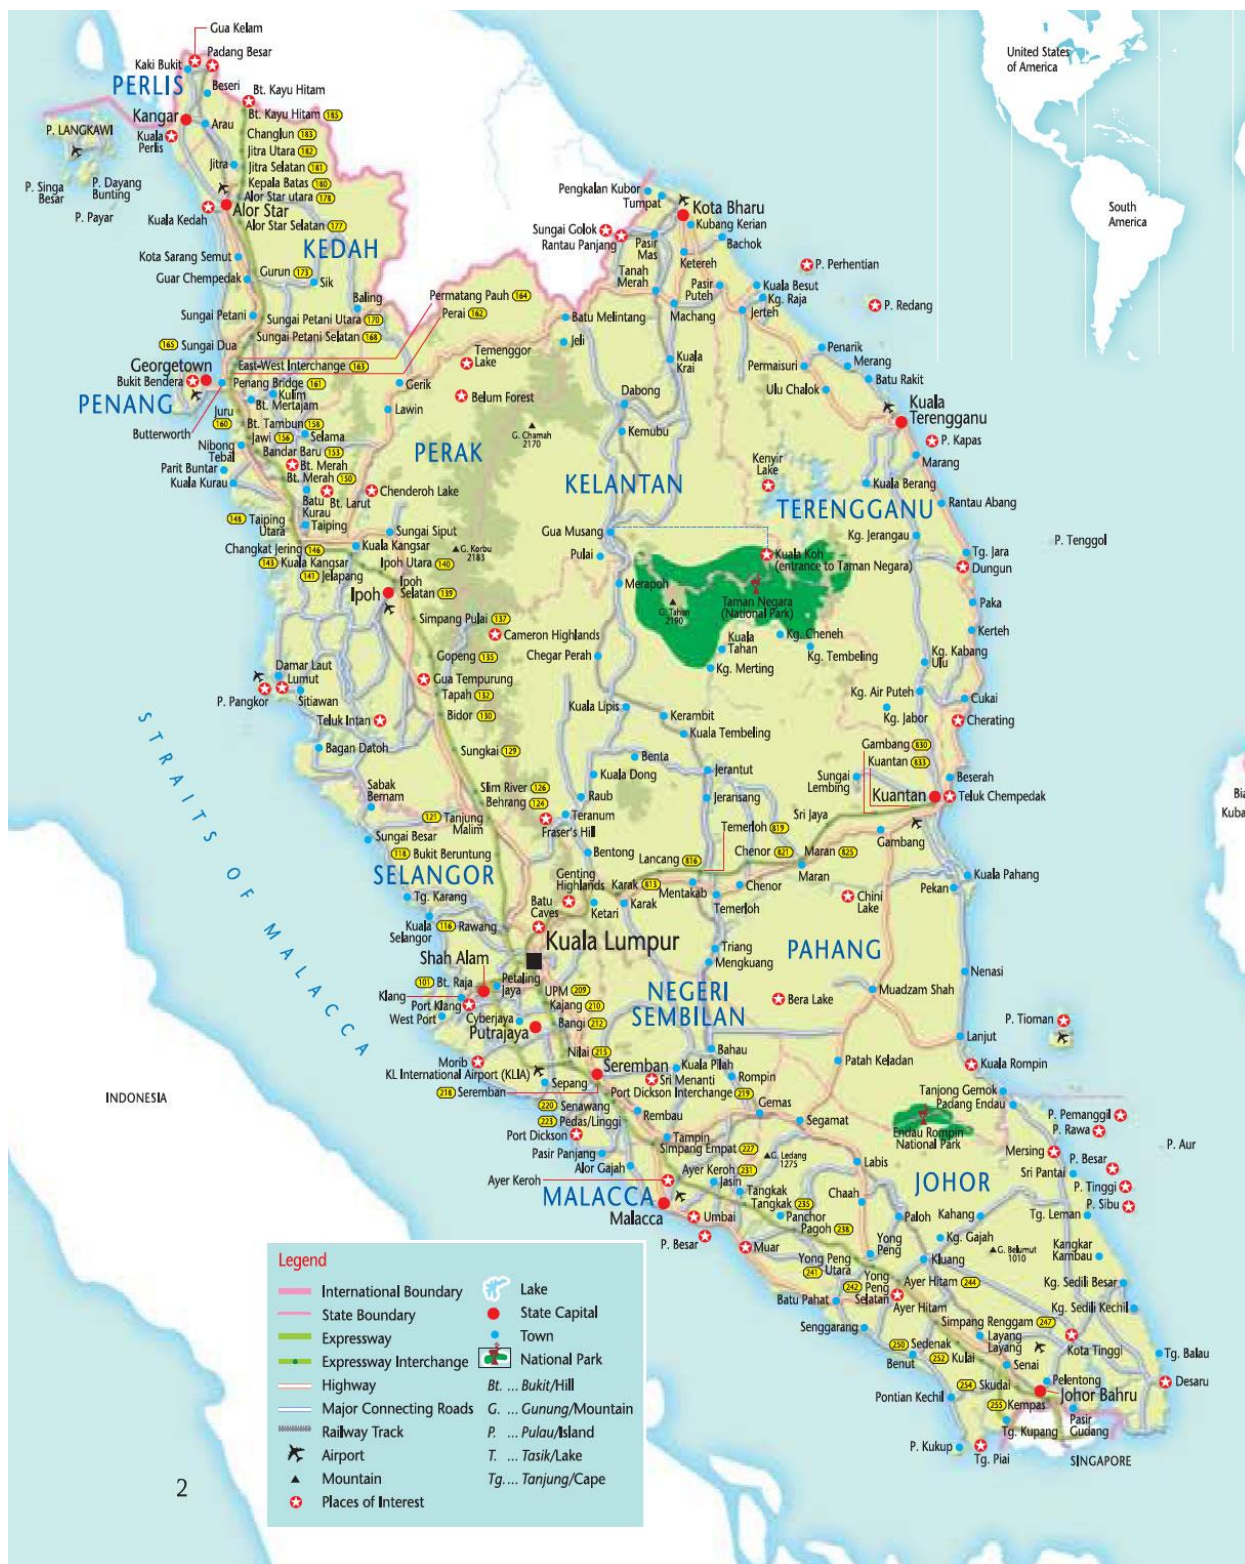 Gua Kelam
Padang Besar
Kaki Bukit
PERLIS
Beseri
Bt. Kayu Hitam
Kangar
Bt. Kayu Hitam 185
P. LANGKAWI
Kuala
Perlis
Arau
Changlun 183
Jitra Utara 182
Jitra
Jitra Selatan 181
Kepala Batas 180
P. Singa
Besar
P. Dayang
Bunting
P. Payar
Alor Star utara 178
Kuala Kedah
Alor Star
Alor Star Selatan 177
KEDAH
Kota Sarang Semut
Guar Chempedak
Gurun 173
Sik
Baling
Sungai Petani
Sungai Petani Utara 170
Sungai Petani Selatan 168
165 Sungai Dua
Permatang Pauh 164
Perai 162
Georgetown
East-West Interchange 163
Bukit Bendera
Penang Bridge 161
PENANG
Kulim
Bt. Mertajam
Juru
160
Butterworth
Bt. Tambun 158
Jawi 156
Selama
Nibong
Tebal
Bandar Baru 153
Parit Buntar
Bt. Merah
Bt. Merah 150
Kuala Kurau
Batu
Kurau
Bt. Larut
Chenderoh Lake
148 Taiping
Utara
Taiping
Sungai Siput
Changkat Jering 146
Kuala Kangsar
143 Kuala Kangsar
Ipoh Utara 140
141 Jelapang
Ipoh
Selatan 139
Ipoh
Gerik
Lawin
Temenggor
Lake
Belum Forest
PERAK
G. Chamah
2170
G. Korbu
2183
Simpang Pulai 137
Cameron Highlands
Gopeng 135
Gua Tempurung
Tapah 132
Bidor 130
Damar Laut
Lumut
P. Pangkor
Sitiawan
Teluk Intan
Bagan Datoh
Sungkai 129
Slim River 126
Behrang 124
Sabak
Bernam
121 Tanjung
Malim
Sungai Besar
118 Bukit Beruntung
Pengkalan Kubor
Tumpat
Kota Bharu
Sungai Golok
Rantau Panjang
Kubang Kerian
Pasir
Mas
Bachok
Ketereh
Tanah
Merah
Pasir
Puteh
Kuala Besut
Kg. Raja
P. Perhentian
P. Redang
Batu Melintang
Machang
Jerteh
Jeli
Kuala
Krai
Dabong
Kemubu
KELANTAN
Permaisuri
Penarik
Merang
Batu Rakit
Ulu Chalok
Kuala
Terengganu
P. Kapas
Kenyir
Lake
Marang
Kuala Berang
TERENGGANU
Rantau Abang
Gua Musang
Kg. Jerangau
P. Tenggol
Pulai
Kuala Koh
(entrance to Taman Negara)
Tg. Jara
Dungun
Merapoh
G. Tahan
2190
Taman Negara
(National Park)
Paka
Kerteh
Kuala
Tahan
Kg. Cheneh
Kg. Tembeling
Chegar Perah
Kg. Merting
Kg. Kabang
Ulu
Kg. Air Puteh
Cukai
Kuala Lipis
Kerambit
Kg. Jabor
Cherating
Kuala Tembeling
Gambang 830
Kuantan 833
Benta
Kuala Dong
Jerantut
Sungai
Lembing
Beserah
Raub
Jeransang
Kuantan
Teluk Chempedak
Teranum
Sri Jaya
Fraser's Hill
Temerloh 819
Bentong
Lancang 816
Chenor 821
Maran 825
Gambang
Maran
Kuala Pahang
Pekan
SELANGOR
Genting
Highlands
Karak 813
Mentakab
Chenor
Chini
Lake
Tg. Karang
Batu
Caves
Ketari
Karak
Temerloh
Kuala
Selangor
116 Rawang
Kuala Lumpur
Shah Alam
Triang
Mengkuang
PAHANG
101 Bt. Raja
Petaling
Jaya
UPM 209
Klang
Port Klang
Kajang 210
West Port
Cyberjaya
Bangi 212
Putrajaya
NEGERI
SEMBILAN
Bera Lake
Muadzam Shah
Nenasi
P. Tioman
Lanjut
Nilai 215
Bahau
Patah Keladan
Kuala Rompin
Morib
KL International Airport (KLIA)
Seremban
Kuala Pilah
Sri Menanti
Rompin
Sepang
218 Seremban
Port Dickson Interchange 219
Tanjong Gemok
Padang Endau
220 Senawang
223 Pedas/Linggi
Rembau
Gemas
Segamat
P. Pemanggil
P. Rawa
Port Dickson
Tampin
Endau Rompin
National Park
Simpang Empat 227
G. Ledang
1275
Mersing
P. Aur
Pasir Panjang
Alor Gajah
Ayer Keroh 231
Labis
P. Besar
Sri Pantai
Ayer Keroh
Jasin
JOHOR
P. Tinggi
MALACCA
Tangkak
Chaah
P. Sibu
Malacca
Tangkak 235
Panchor
Pagoh 238
Paloh
Kahang
Tg. Leman
Umbai
P. Besar
Muar
Yong
Peng
Kg. Gajah
Kangkar
Kambau
Yong Peng
241 Utara
Kluang
G. Belumut
1010
242 Yong
Peng
Selatan
Ayer Hitam 244
Kg. Sedili Besar
Batu Pahat
Ayer Hitam
Kg. Sedili Kechil
Simpang Renggam 247
Senggarang
Layang
Layang
Kota Tinggi
250 Sedenak
Benut
252 Kulai
Senai
Tg. Balau
Pelentong
Desaru
254 Skudai
Johor Bahru
Pontian Kechil
255 Kempas
Pasir
Gudang
Tg. Kupang
P. Kukup
Tg. Piai
SINGAPORE
STRAITS OF MALACCA
INDONESIA
United States
of America
South
America
Kuba
Legend
International Boundary
State Boundary
Expressway
Expressway Interchange
Highway
Major Connecting Roads
Railway Track
Airport
Mountain
Places of Interest
Lake
State Capital
Town
National Park
Bt. ... Bukit/Hill
G. ... Gunung/Mountain
P. ... Pulau/Island
T. ... Tasik/Lake
Tg. ... Tanjung/Cape
2